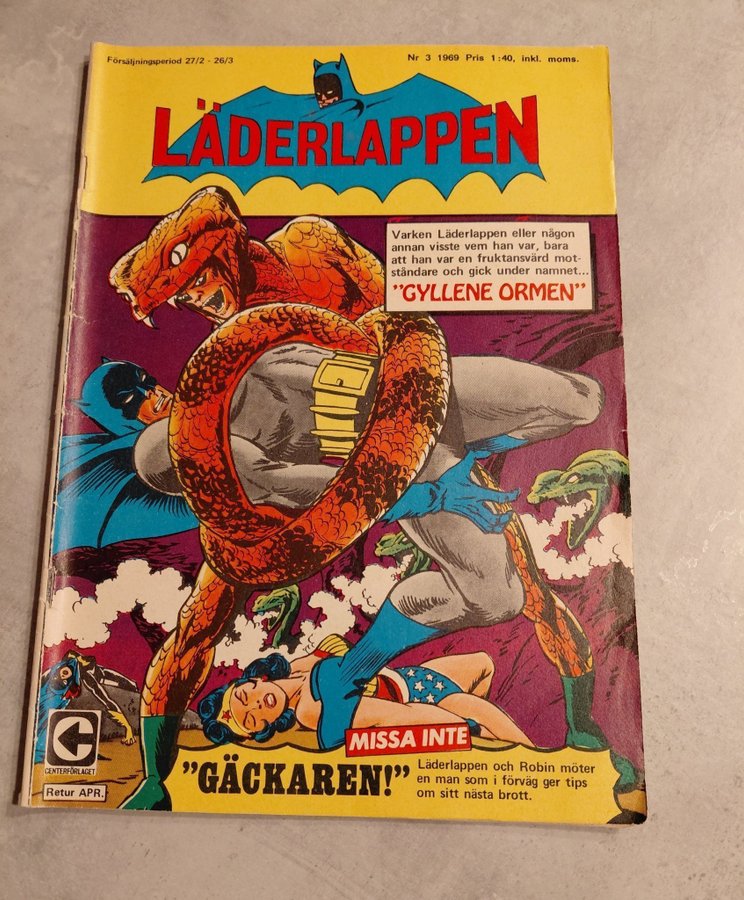 Försäljningsperiod 27/2 - 26/3
Nr 3 1969 Pris 1:40, inkl. moms.
LÄDERLAPPEN
Varken Läderlappen eller någon
annan visste vem han var, bara
att han var en fruktansvärd mot-
ståndare och gick under namnet...
"GYLLENE ORMEN"
MISSA INTE
"GÄCKAREN!"
Läderlappen och Robin möter
en man som i förväg ger tips
om sitt nästa brott.
CENTERFÖRLAGET
Retur APR.